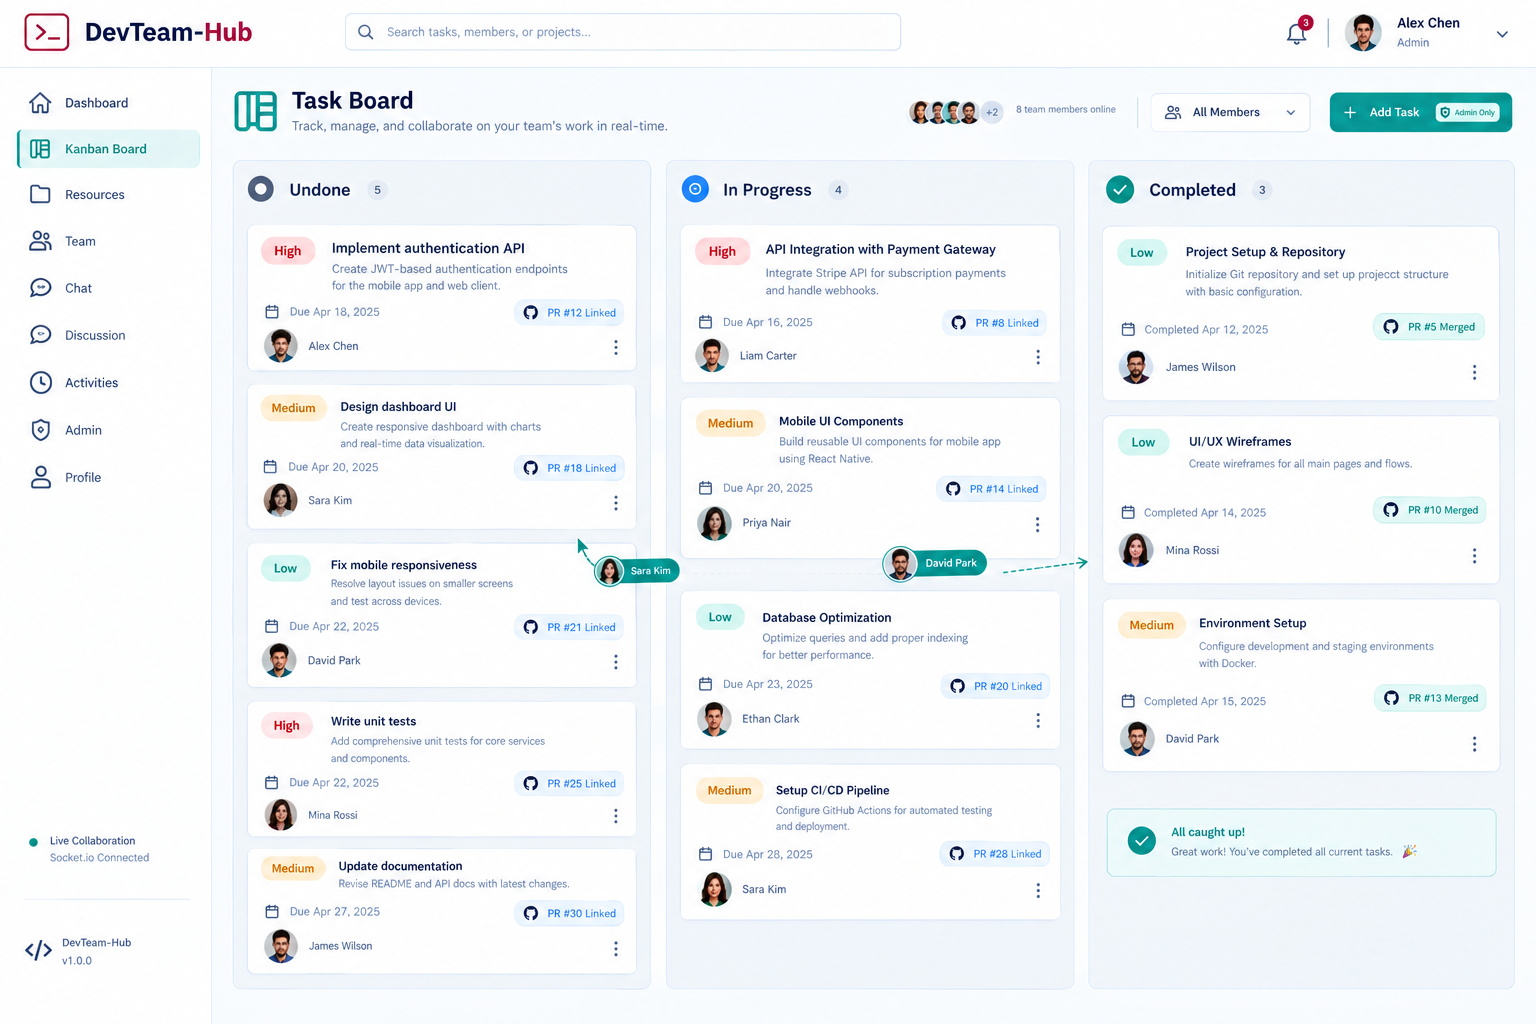 DevTeam-Hub
Search tasks, members, or projects...
3
Alex Chen
Admin
Dashboard
Kanban Board
Resources
Team
Chat
Discussion
Activities
Admin
Profile
Live Collaboration
Socket.io Connected
DevTeam-Hub
v1.0.0
Task Board
Track, manage, and collaborate on your team's work in real-time.
+2
8 team members online
All Members
+ Add Task
Admin Only
Undone 5
High
Implement authentication API
Create JWT-based authentication endpoints
for the mobile app and web client.
Due Apr 18, 2025
PR #12 Linked
Alex Chen
Medium
Design dashboard UI
Create responsive dashboard with charts
and real-time data visualization.
Due Apr 20, 2025
PR #18 Linked
Sara Kim
Low
Fix mobile responsiveness
Resolve layout issues on smaller screens
and test across devices.
Due Apr 22, 2025
PR #21 Linked
David Park
High
Write unit tests
Add comprehensive unit tests for core services
and components.
Due Apr 22, 2025
PR #25 Linked
Mina Rossi
Medium
Update documentation
Revise README and API docs with latest changes.
Due Apr 27, 2025
PR #30 Linked
James Wilson
Sara Kim
In Progress 4
High
API Integration with Payment Gateway
Integrate Stripe API for subscription payments
and handle webhooks.
Due Apr 16, 2025
PR #8 Linked
Liam Carter
Medium
Mobile UI Components
Build reusable UI components for mobile app
using React Native.
Due Apr 20, 2025
PR #14 Linked
Priya Nair
David Park
Low
Database Optimization
Optimize queries and add proper indexing
for better performance.
Due Apr 23, 2025
PR #20 Linked
Ethan Clark
Medium
Setup CI/CD Pipeline
Configure GitHub Actions for automated testing
and deployment.
Due Apr 28, 2025
PR #28 Linked
Sara Kim
Completed 3
Low
Project Setup & Repository
Initialize Git repository and set up projecct structure
with basic configuration.
Completed Apr 12, 2025
PR #5 Merged
James Wilson
Low
UI/UX Wireframes
Create wireframes for all main pages and flows.
Completed Apr 14, 2025
PR #10 Merged
Mina Rossi
Medium
Environment Setup
Configure development and staging environments
with Docker.
Completed Apr 15, 2025
PR #13 Merged
David Park
All caught up!
Great work! You've completed all current tasks. 🎉